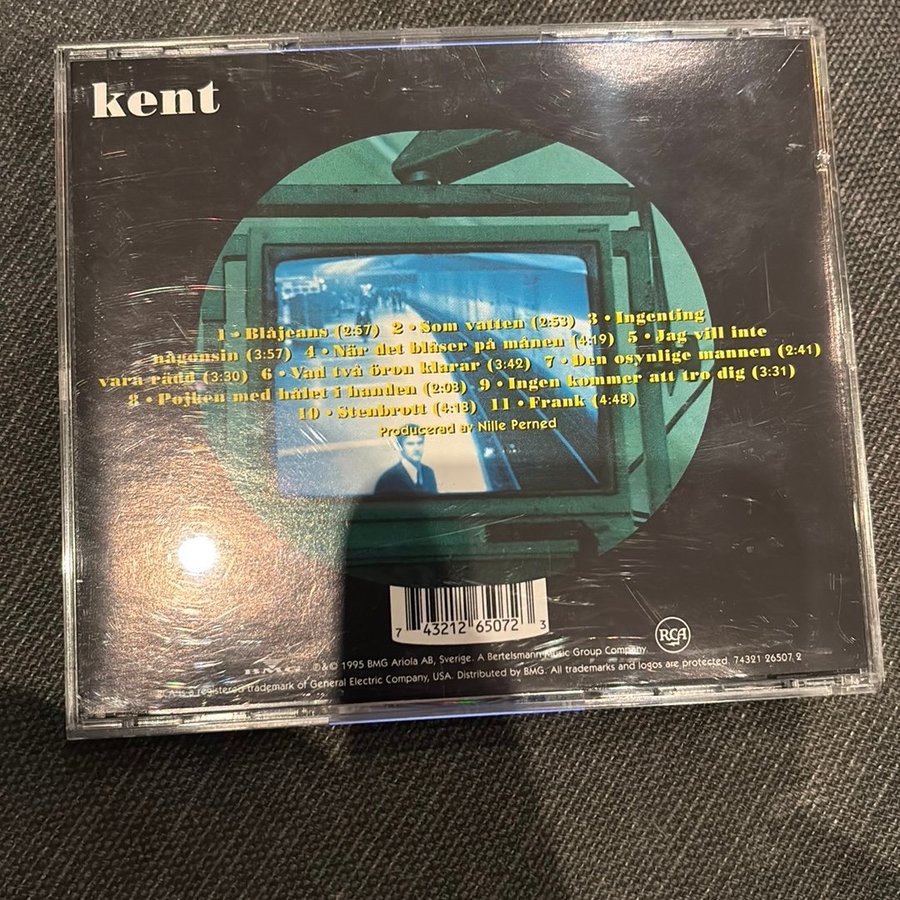 kent
1 • Blåjeans (2:57) 2 • Som vatten (2:53) 3 • Ingenting
någonsin (3:57) 4 • När det blåser på månen (4:19) 5 • Jag vill inte
vara rädd (3:30) 6 • Vad två öron klarar (3:42) 7 • Den osynlige mannen (2:41)
8 • Pojken med hålet i handen (2:03) 9 • Ingen kommer att tro dig (3:31)
10 • Stenbrott (4:13) 11 • Frank (4:48)
Producerad av Nille Perned
7 43212 65072 3
RCA
BMG ℗&© 1995 BMG Ariola AB, Sverige. A Bertelsmann Music Group Company
is a registered trademark of General Electric Company, USA. Distributed by BMG. All trademarks and logos are protected. 74321 26507 2